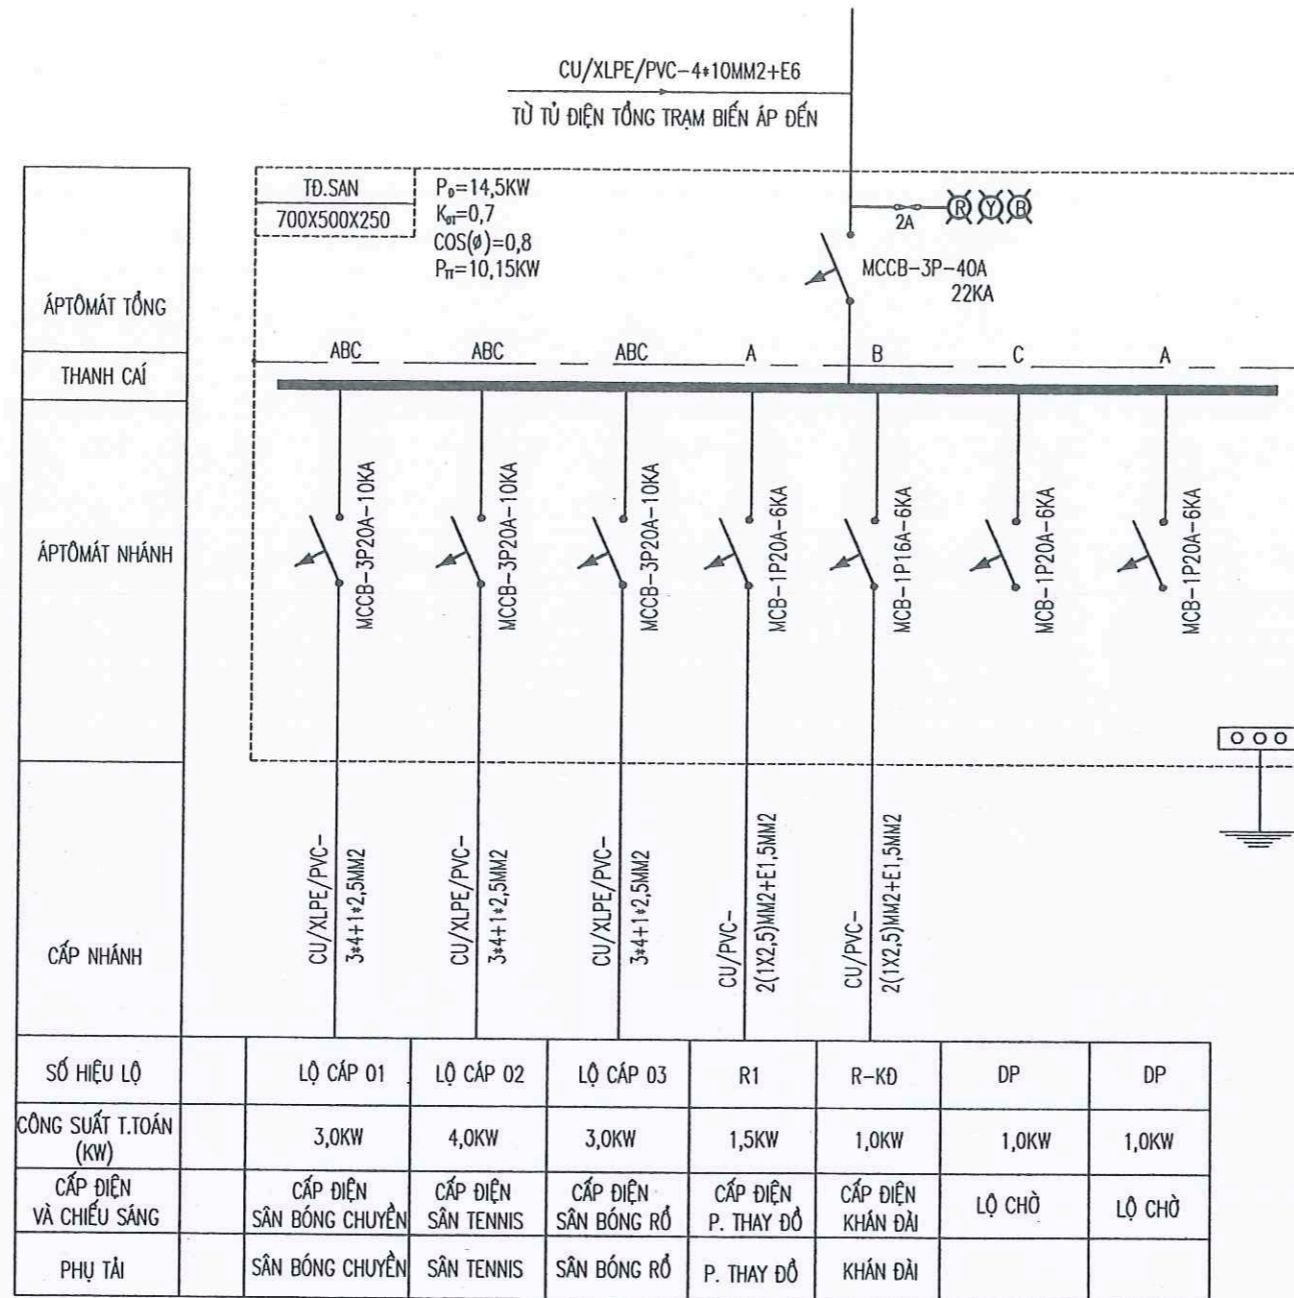 CU/XLPE/PVC-4*10MM2+E6
TỪ TỦ ĐIỆN TỔNG TRẠM BIẾN ÁP ĐẾN
TĐ.SAN
700X500X250
PĐ=14,5KW
KĐT=0,7
COS(ø)=0,8
PTT=10,15KW
2A
R Y B
MCCB-3P-40A
22KA
ÁPTÔMÁT TỔNG
ABC ABC ABC A B C A
THANH CÁI
ÁPTÔMÁT NHÁNH
MCCB-3P20A-10KA
MCCB-3P20A-10KA
MCCB-3P20A-10KA
MCB-1P20A-6KA
MCB-1P16A-6KA
MCB-1P20A-6KA
MCB-1P20A-6KA
CẤP NHÁNH
CU/XLPE/PVC-
3*4+1*2,5MM2
CU/XLPE/PVC-
3*4+1*2,5MM2
CU/XLPE/PVC-
3*4+1*2,5MM2
CU/PVC-
2(1X2,5)MM2+E1,5MM2
CU/PVC-
2(1X2,5)MM2+E1,5MM2
SỐ HIỆU LỘ
LỘ CÁP 01
LỘ CÁP 02
LỘ CÁP 03
R1
R-KĐ
DP
DP
CÔNG SUẤT T.TOÁN
(KW)
3,0KW
4,0KW
3,0KW
1,5KW
1,0KW
1,0KW
1,0KW
CẤP ĐIỆN
VÀ CHIẾU SÁNG
CẤP ĐIỆN
SÂN BÓNG CHUYỀN
CẤP ĐIỆN
SÂN TENNIS
CẤP ĐIỆN
SÂN BÓNG RỔ
CẤP ĐIỆN
P. THAY ĐỒ
CẤP ĐIỆN
KHÁN ĐÀI
LỘ CHỜ
LỘ CHỜ
PHỤ TẢI
SÂN BÓNG CHUYỀN
SÂN TENNIS
SÂN BÓNG RỔ
P. THAY ĐỒ
KHÁN ĐÀI